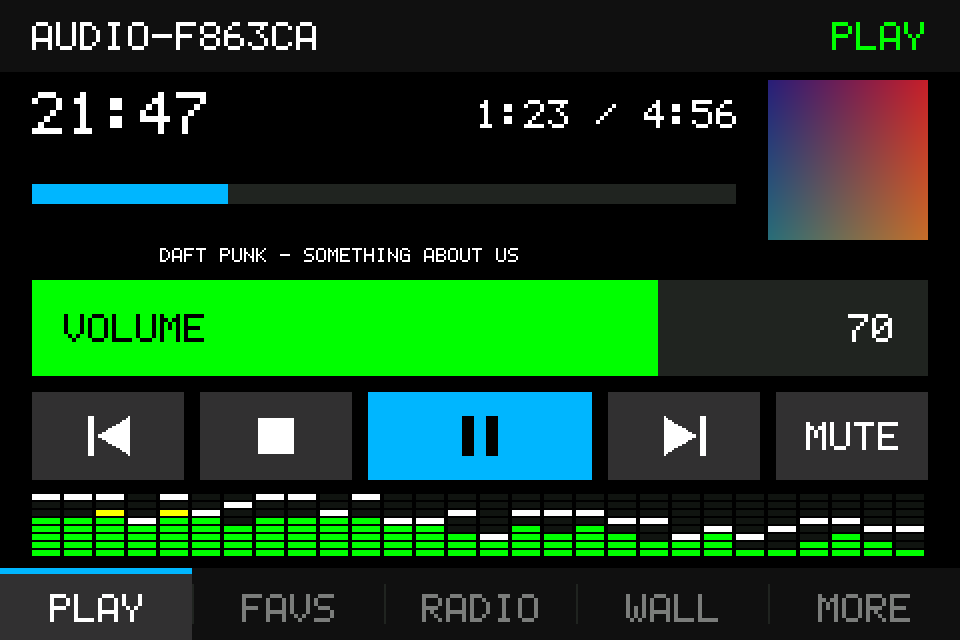 AUDIO-F863CA PLAY
21:47 1:23 / 4:56
DAFT PUNK - SOMETHING ABOUT US
VOLUME 70
MUTE
PLAY FAVS RADIO WALL MORE